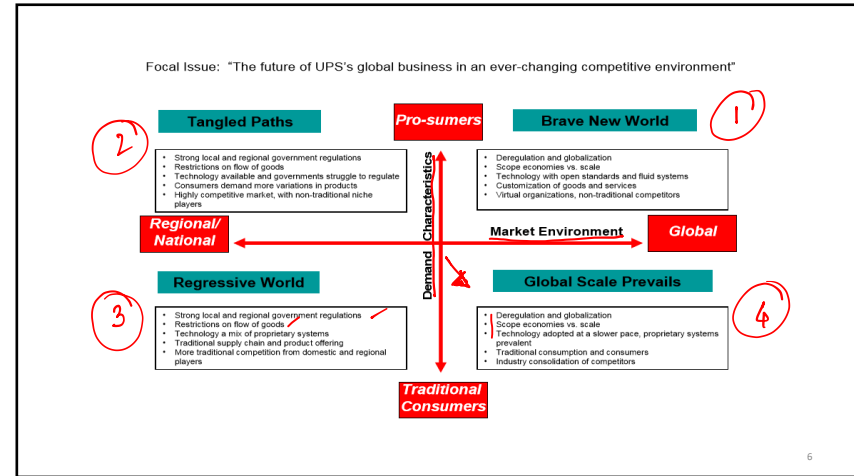 Focal Issue: "The future of UPS's global business in an ever-changing competitive environment"
Pro-sumers
1
Brave New World
2
Tangled Paths
• Strong local and regional government regulations
• Restrictions on flow of goods
• Technology available and governments struggle to regulate
• Consumers demand more variations in products
• Highly competitive market, with non-traditional niche
players
• Deregulation and globalization
• Scope economies vs. scale
• Technology with open standards and fluid systems
• Customization of goods and services
• Virtual organizations, non-traditional competitors
Regional/
National
Demand Characteristics
Market Environment
Global
3
Regressive World
• Strong local and regional government regulations
• Restrictions on flow of goods
• Technology a mix of proprietary systems
• Traditional supply chain and product offering
• More traditional competition from domestic and regional
players
Global Scale Prevails
4
• Deregulation and globalization
• Scope economies vs. scale
• Technology adopted at a slower pace, proprietary systems
prevalent
• Traditional consumption and consumers
• Industry consolidation of competitors
Traditional
Consumers
6